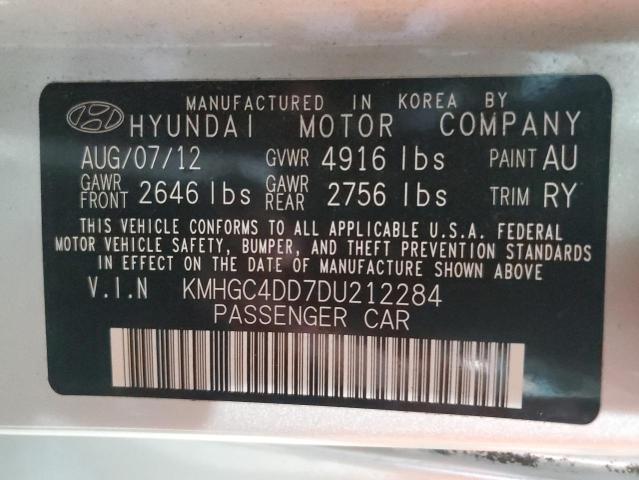 MANUFACTURED IN KOREA BY
HYUNDAI MOTOR COMPANY
AUG/07/12 GVWR 4916 lbs PAINT AU
GAWR FRONT 2646 lbs GAWR REAR 2756 lbs TRIM RY
THIS VEHICLE CONFORMS TO ALL APPLICABLE U.S.A. FEDERAL
MOTOR VEHICLE SAFETY, BUMPER, AND THEFT PREVENTION STANDARDS
IN EFFECT ON THE DATE OF MANUFACTURE SHOWN ABOVE
V.I.N KMHGC4DD7DU212284
PASSENGER CAR